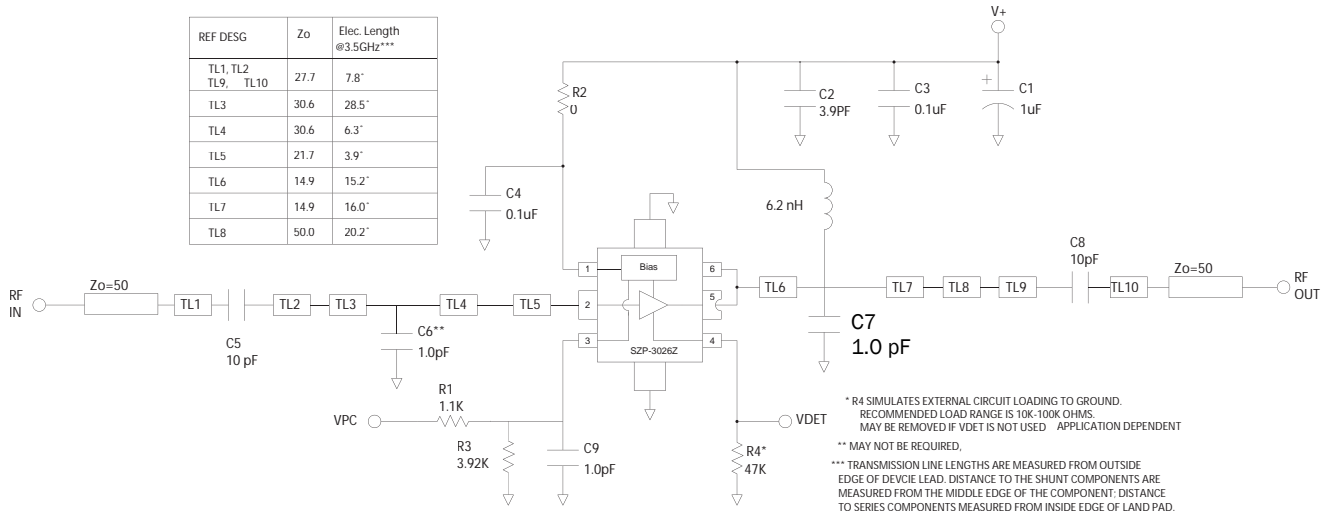 REF DESG Zo Elec. Length
@3.5GHz***
TL1, TL2
TL9, TL10 27.7 7.8°
TL3 30.6 28.5°
TL4 30.6 6.3°
TL5 21.7 3.9°
TL6 14.9 15.2°
TL7 14.9 16.0°
TL8 50.0 20.2°
V+
R2
0
C2
3.9PF
C3
0.1uF
+
C1
1uF
C4
0.1uF
6.2 nH
1
Bias
6
2
5
3
4
SZP-3026Z
RF
IN
Zo=50
TL1
C5
10 pF
TL2
TL3
C6**
1.0pF
TL4
TL5
TL6
C7
1.0 pF
TL7
TL8
TL9
C8
10pF
TL10
Zo=50
RF
OUT
VPC
R1
1.1K
R3
3.92K
C9
1.0pF
VDET
R4*
47K
* R4 SIMULATES EXTERNAL CIRCUIT LOADING TO GROUND.
RECOMMENDED LOAD RANGE IS 10K-100K OHMS.
MAY BE REMOVED IF VDET IS NOT USED APPLICATION DEPENDENT
** MAY NOT BE REQUIRED,
*** TRANSMISSION LINE LENGTHS ARE MEASURED FROM OUTSIDE
EDGE OF DEVCIE LEAD. DISTANCE TO THE SHUNT COMPONENTS ARE
MEASURED FROM THE MIDDLE EDGE OF THE COMPONENT; DISTANCE
TO SERIES COMPONENTS MEASURED FROM INSIDE EDGE OF LAND PAD.